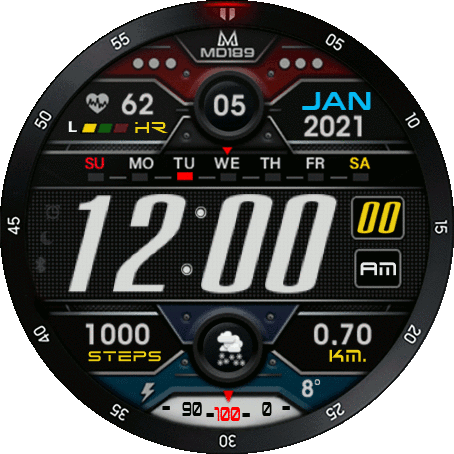 55 05
MD189
50 62 05 JAN 10
L HR 2021
SU MO TU WE TH FR SA
45 12:00 00 15
AM
40 1000 0.70 20
STEPS KM.
8°
35 - 90 -100- 0 - 25
30